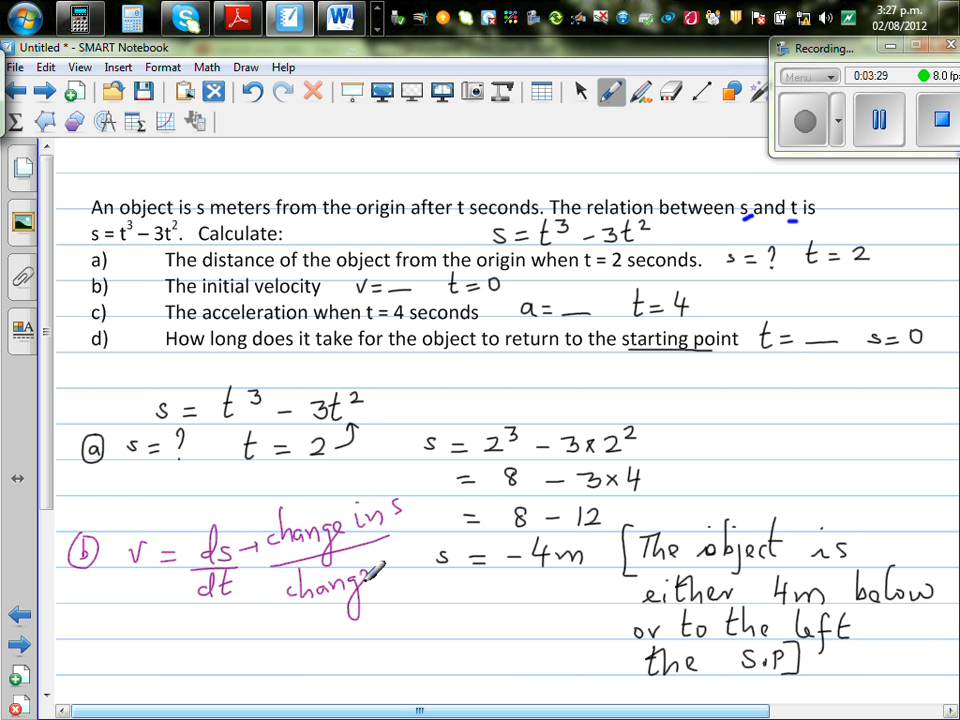 3:27 p.m.
02/08/2012
Untitled * - SMART Notebook
Recording...
File Edit View Insert Format Math Draw Help
Menu 0:03:29 8.0 fp
An object is s meters from the origin after t seconds. The relation between s and t is
s = t³ – 3t². Calculate: s = t³ - 3t²
a) The distance of the object from the origin when t = 2 seconds. s = ? t = 2
b) The initial velocity v = _ t = 0
c) The acceleration when t = 4 seconds a = _ t = 4
d) How long does it take for the object to return to the starting point t = _ s = 0
s = t³ - 3t²
(a) s = ? t = 2 s = 2³ - 3×2²
= 8 - 3×4
= 8 - 12
(b) v = ds/dt → change in s / chang
s = -4m [The object is
either 4m below
or to the left
the S.P]